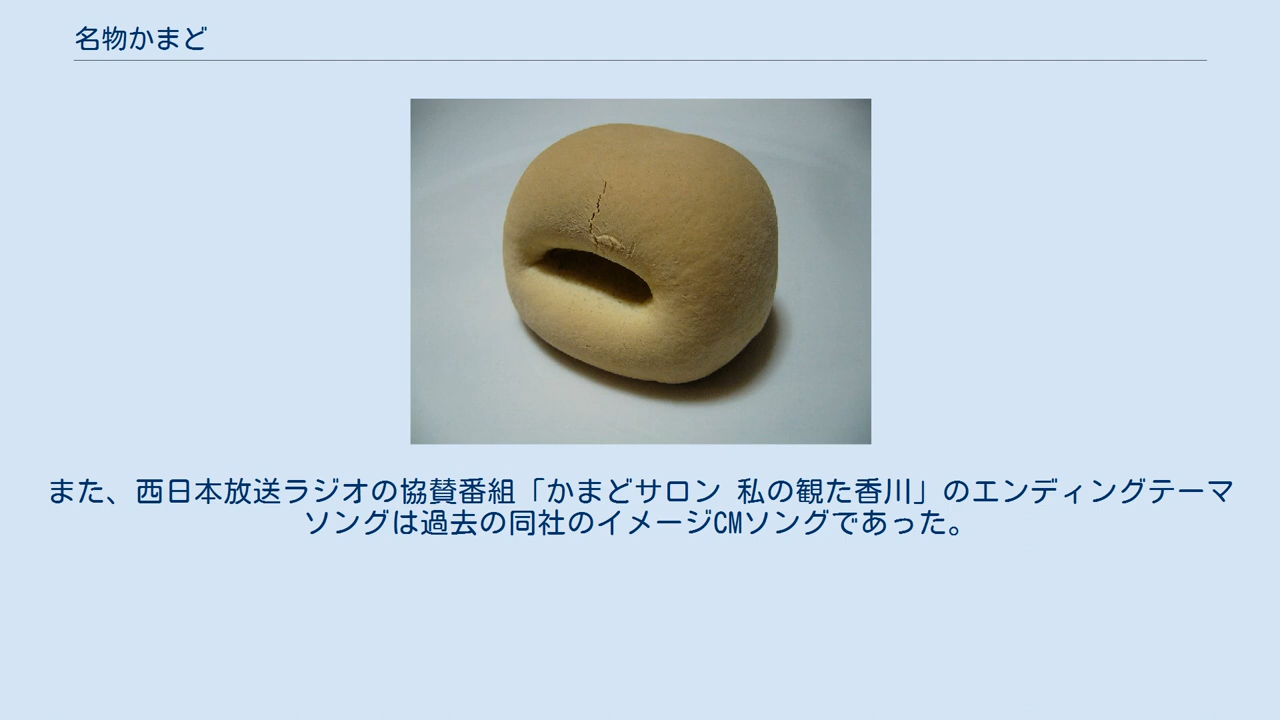 名物かまど
また、西日本放送ラジオの協賛番組「かまどサロン 私の観た香川」のエンディングテーマ
ソングは過去の同社のイメージCMソングであった。